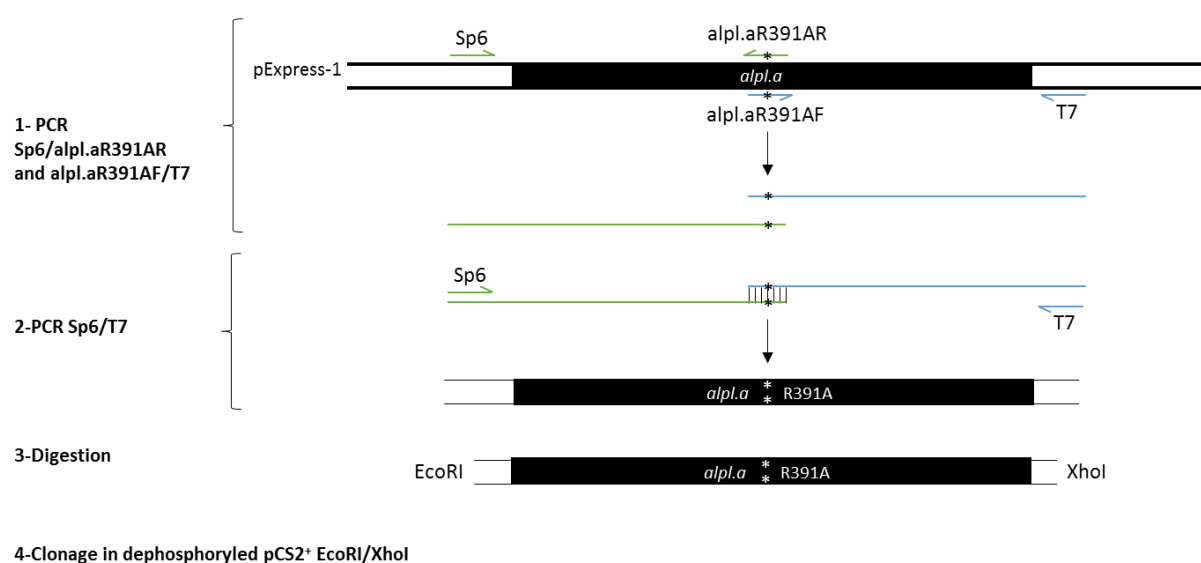 Sp6
alpl.aR391AR
pExpress-1
alpl.a
*
*
alpl.aR391AF
T7
1- PCR
Sp6/alpl.aR391AR
and alpl.aR391AF/T7
*
*
Sp6
*
*
2-PCR Sp6/T7
T7
alpl.a * R391A
*
3-Digestion
EcoRI alpl.a * R391A XhoI
*
4-Clonage in dephosphoryled pCS2⁺ EcoRI/XhoI